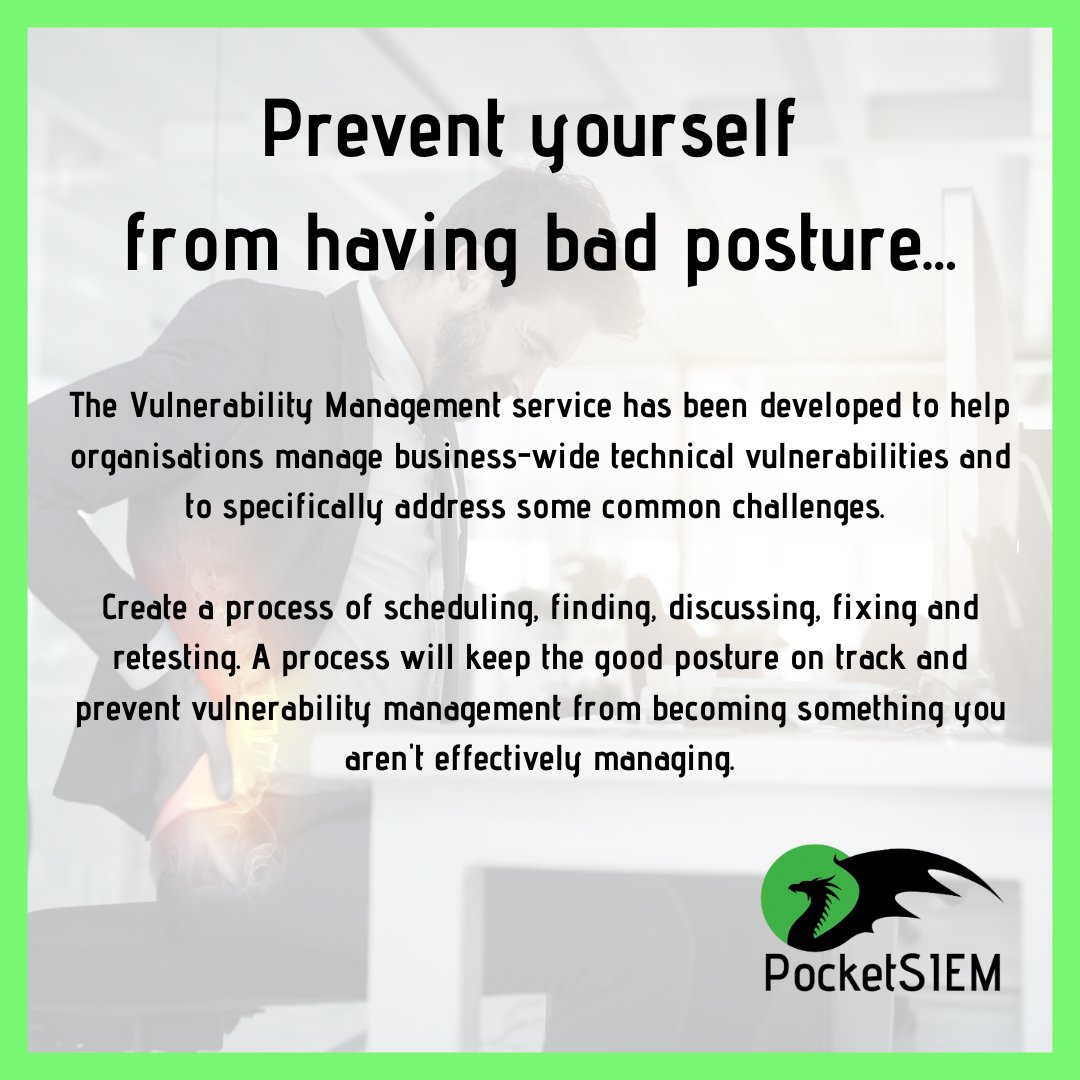 Prevent yourself
from having bad posture...
The Vulnerability Management service has been developed to help
organisations manage business-wide technical vulnerabilities and
to specifically address some common challenges.
Create a process of scheduling, finding, discussing, fixing and
retesting. A process will keep the good posture on track and
prevent vulnerability management from becoming something you
aren't effectively managing.
PocketSIEM